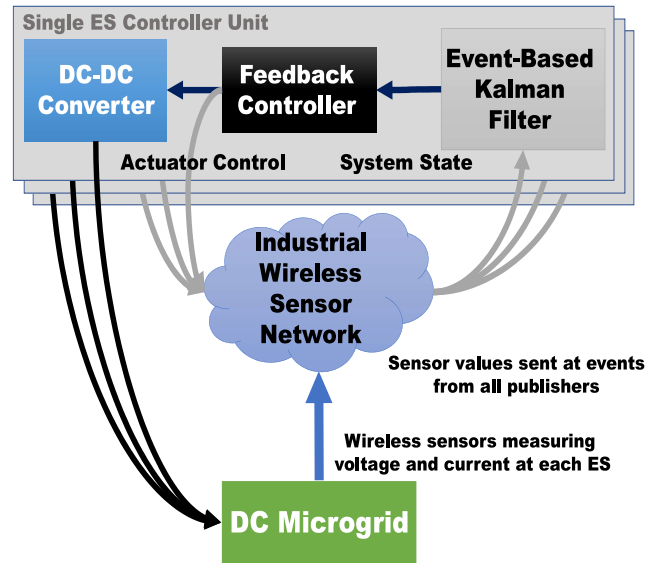 Single ES Controller Unit
DC-DC
Converter
Feedback
Controller
Event-Based
Kalman
Filter
Actuator Control
System State
Industrial
Wireless
Sensor
Network
Sensor values sent at events
from all publishers
Wireless sensors measuring
voltage and current at each ES
DC Microgrid